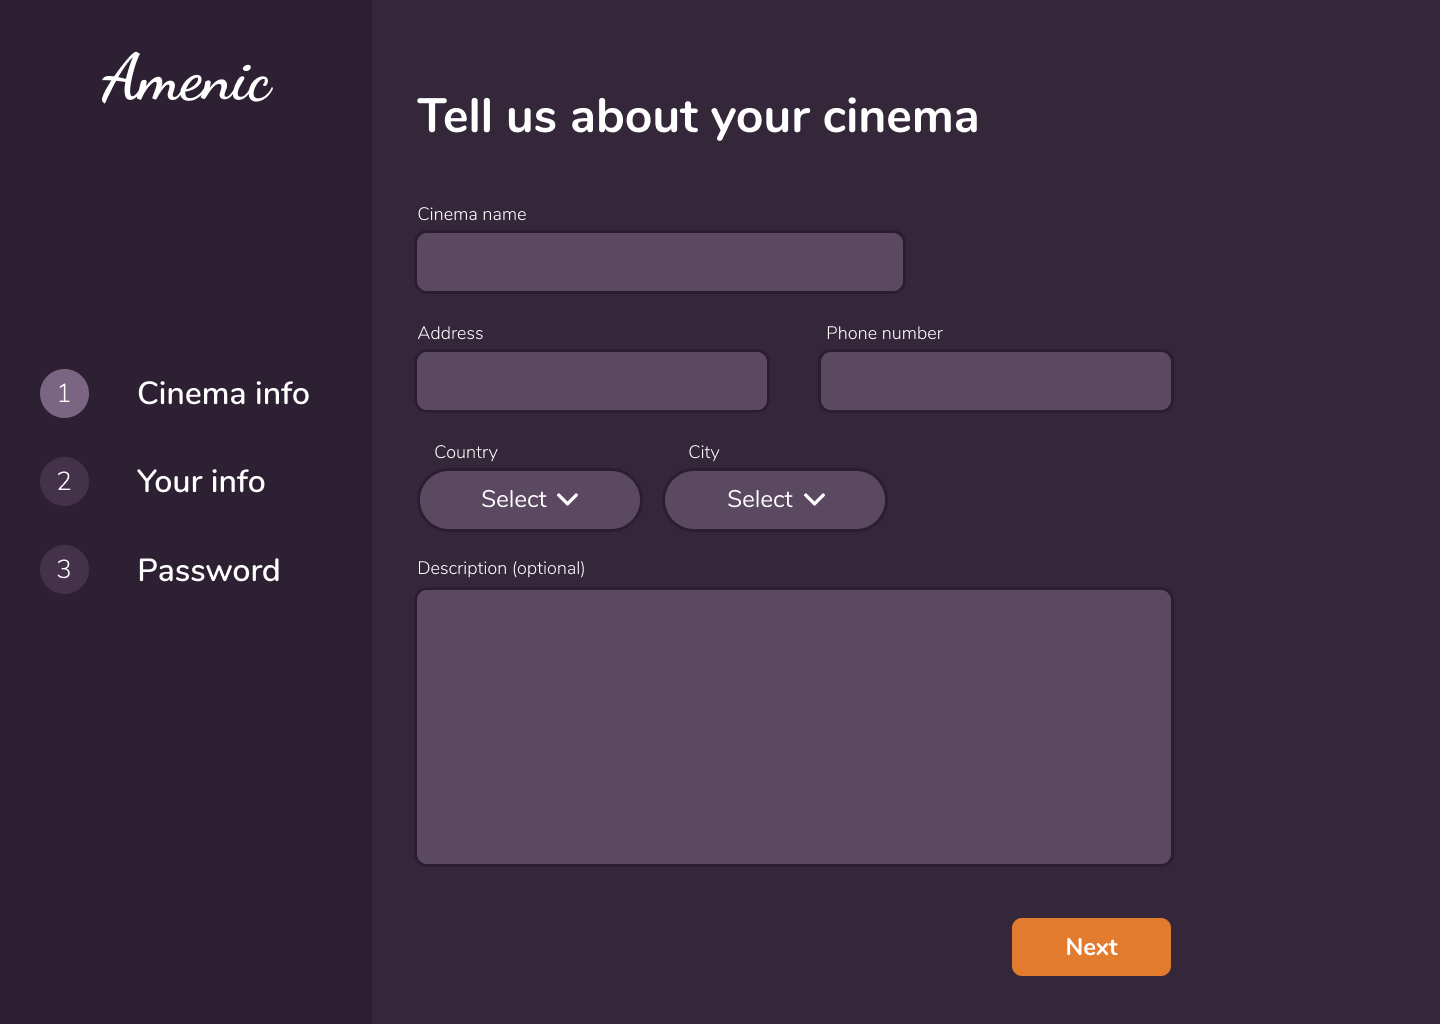 Amenic
1 Cinema info
2 Your info
3 Password
Tell us about your cinema
Cinema name
Address Phone number
Country City
Select Select
Description (optional)
Next